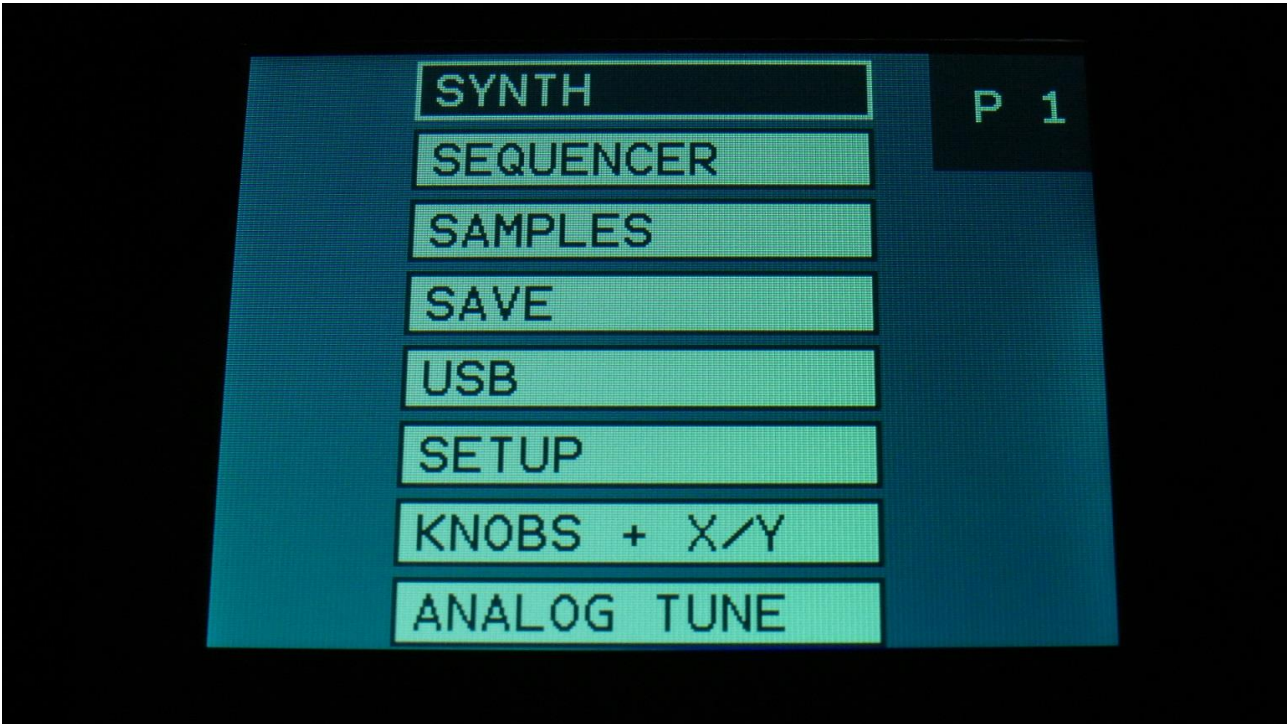 SYNTH
P 1
SEQUENCER
SAMPLES
SAVE
USB
SETUP
KNOBS + X/Y
ANALOG TUNE